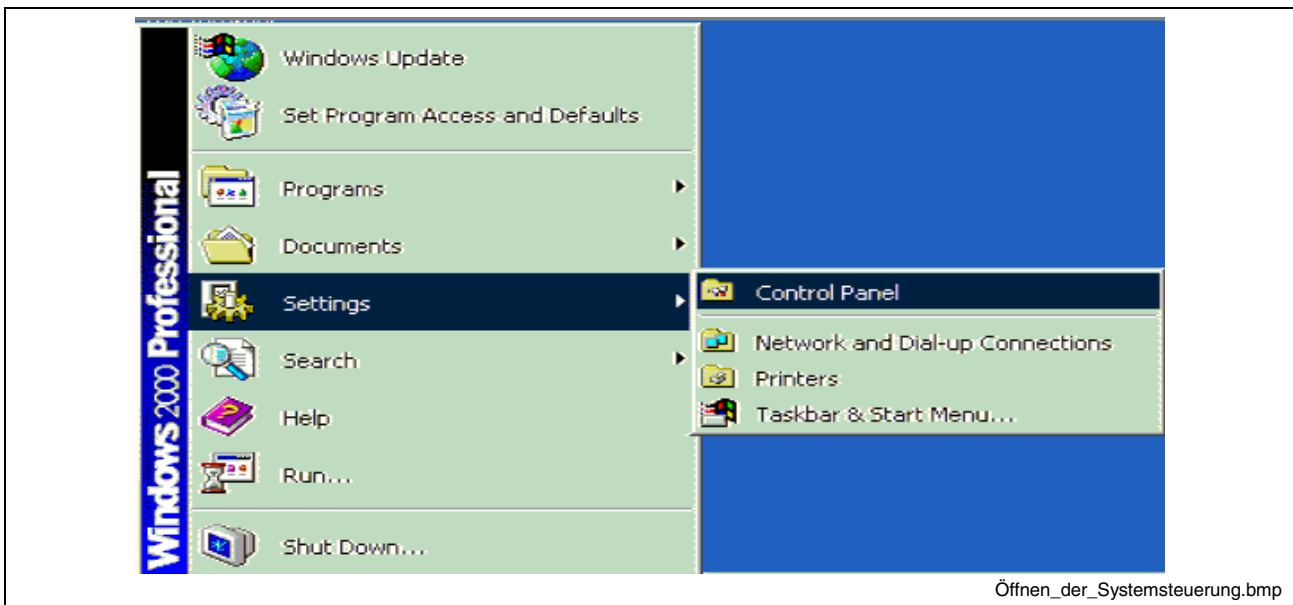 Windows 2000 Professional
Windows Update
Set Program Access and Defaults
Programs
Documents
Settings
Search
Help
Run...
Shut Down...
Control Panel
Network and Dial-up Connections
Printers
Taskbar & Start Menu...
Öffnen_der_Systemsteuerung.bmp